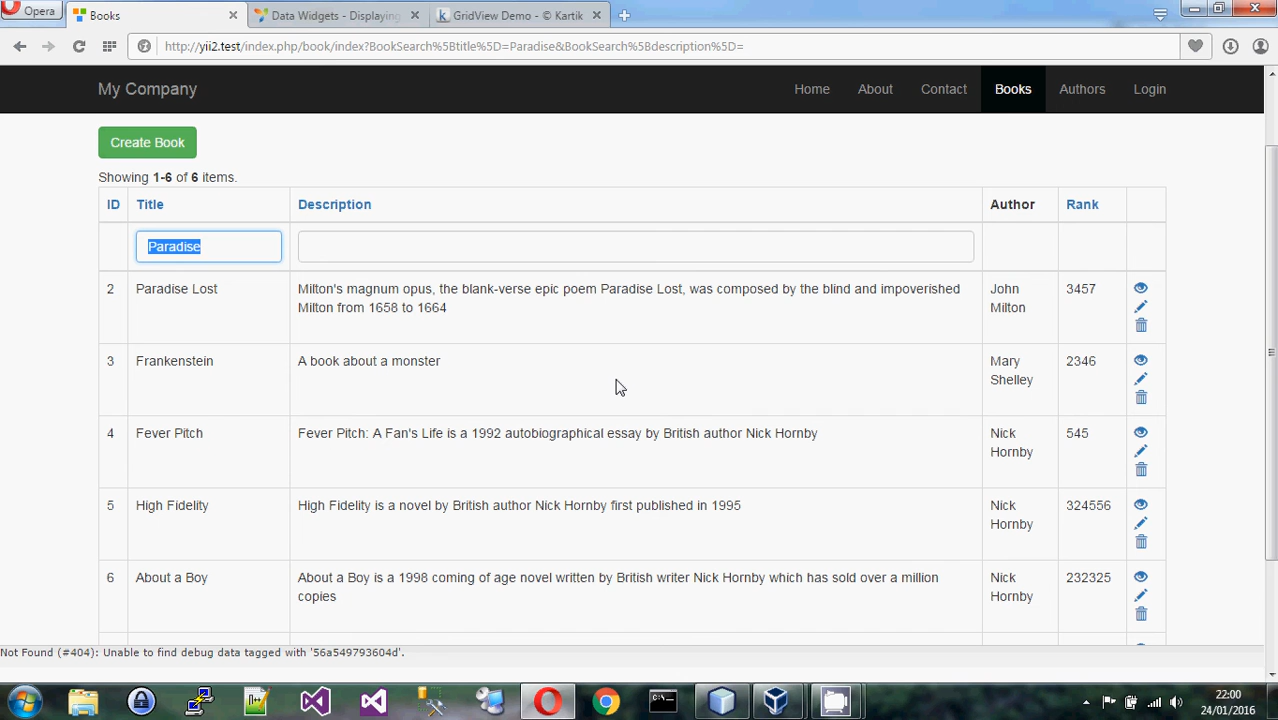 Opera
Books
Data Widgets - Displaying
GridView Demo - © Kartik
http://yii2.test/index.php/book/index?BookSearch%5Btitle%5D=Paradise&BookSearch%5Bdescription%5D=
My Company
Home
About
Contact
Books
Authors
Login
Create Book
Showing 1-6 of 6 items.
ID
Title
Description
Author
Rank
Paradise
2
Paradise Lost
Milton's magnum opus, the blank-verse epic poem Paradise Lost, was composed by the blind and impoverished
Milton from 1658 to 1664
John
Milton
3457
3
Frankenstein
A book about a monster
Mary
Shelley
2346
4
Fever Pitch
Fever Pitch: A Fan's Life is a 1992 autobiographical essay by British author Nick Hornby
Nick
Hornby
545
5
High Fidelity
High Fidelity is a novel by British author Nick Hornby first published in 1995
Nick
Hornby
324556
6
About a Boy
About a Boy is a 1998 coming of age novel written by British writer Nick Hornby which has sold over a million
copies
Nick
Hornby
232325
Not Found (#404): Unable to find debug data tagged with '56a549793604d'.
22:00
24/01/2016